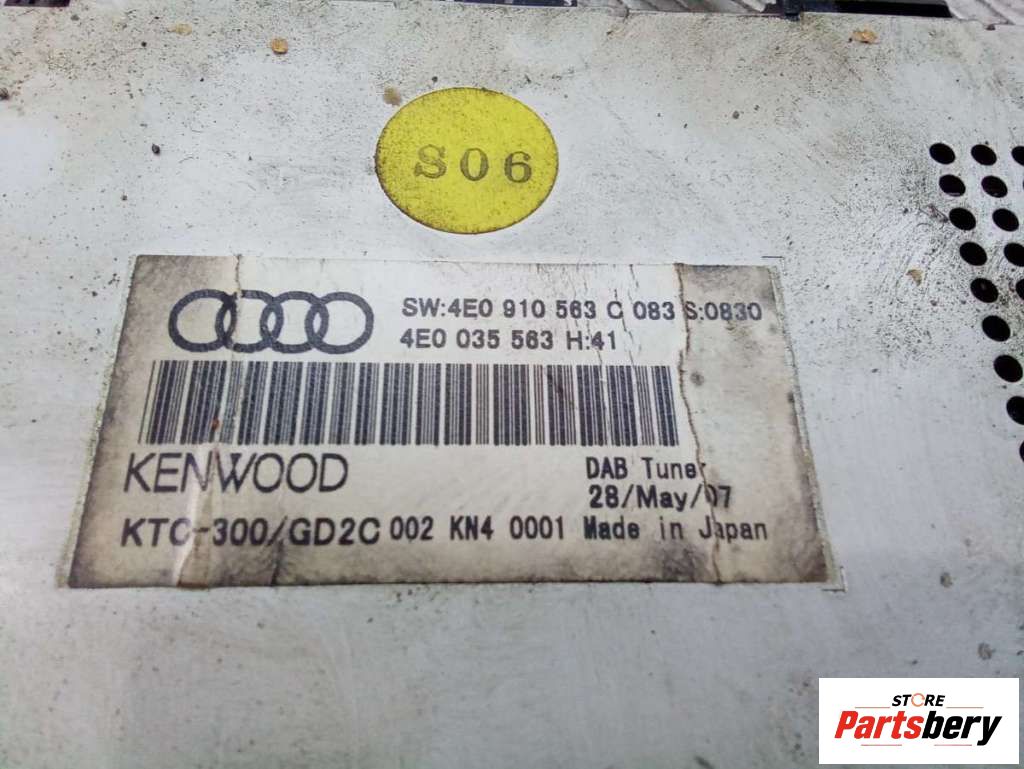 S06
SW:4E0 910 563 C 083 S:0830
4E0 035 563 H:41
KENWOOD
DAB Tuner
28/May/07
KTC-300/GD2C 002 KN4 0001 Made in Japan
STORE
Partsbery